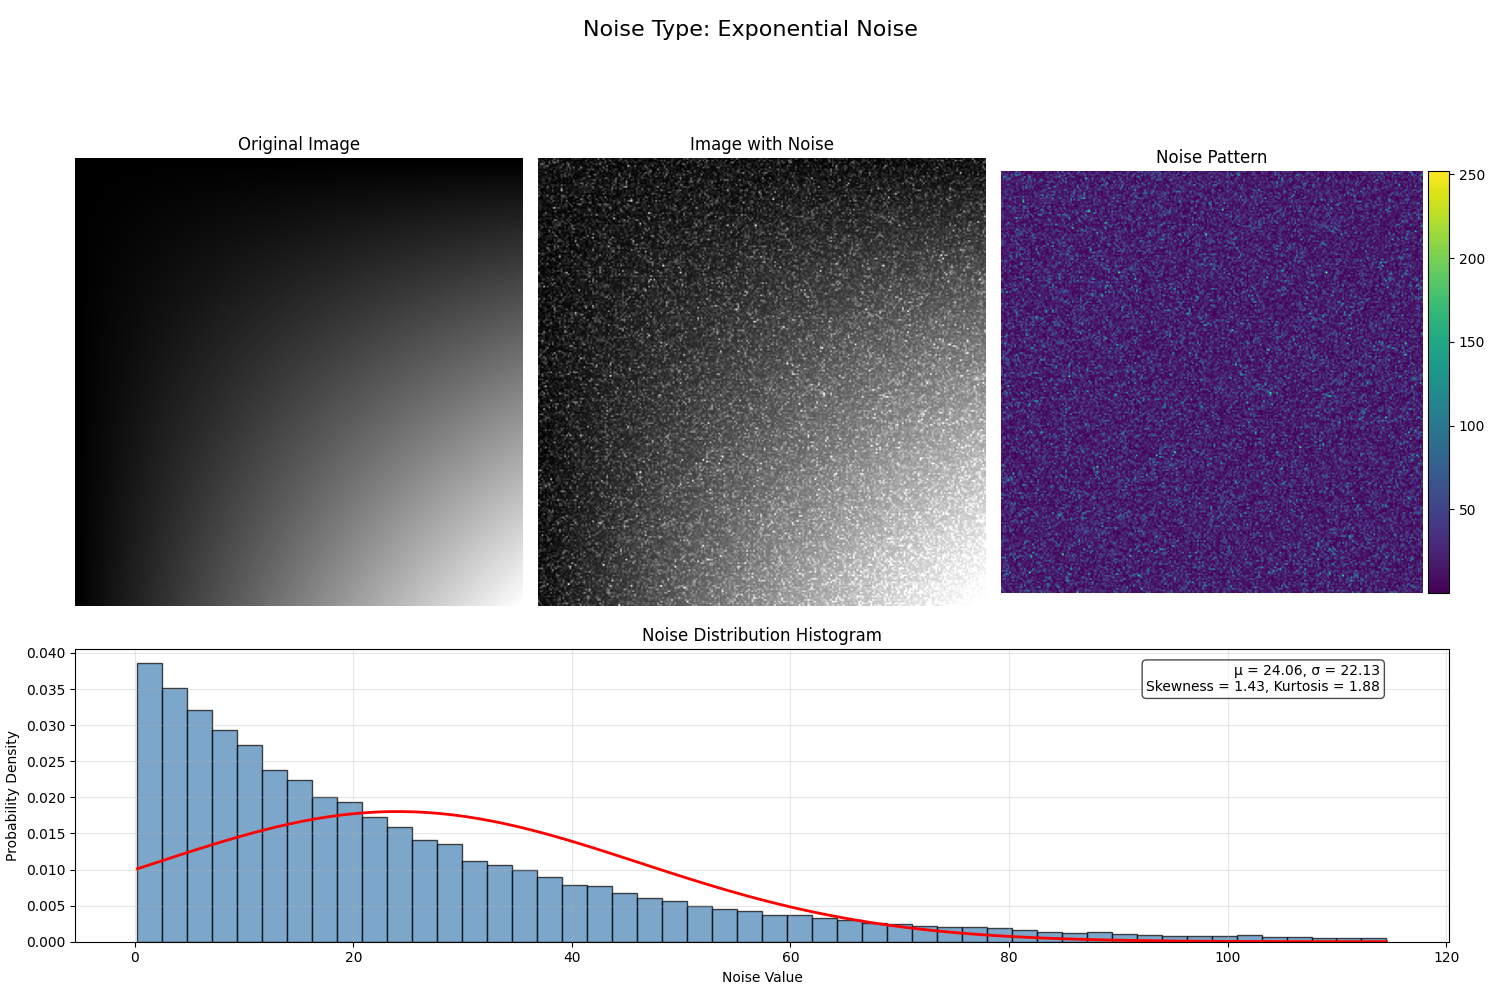 Noise Type: Exponential Noise
Original Image
Image with Noise
Noise Pattern
250
200
150
100
50
Noise Distribution Histogram
μ = 24.06, σ = 22.13
Skewness = 1.43, Kurtosis = 1.88
Probability Density
0.040
0.035
0.030
0.025
0.020
0.015
0.010
0.005
0.000
0 20 40 60 80 100 120
Noise Value